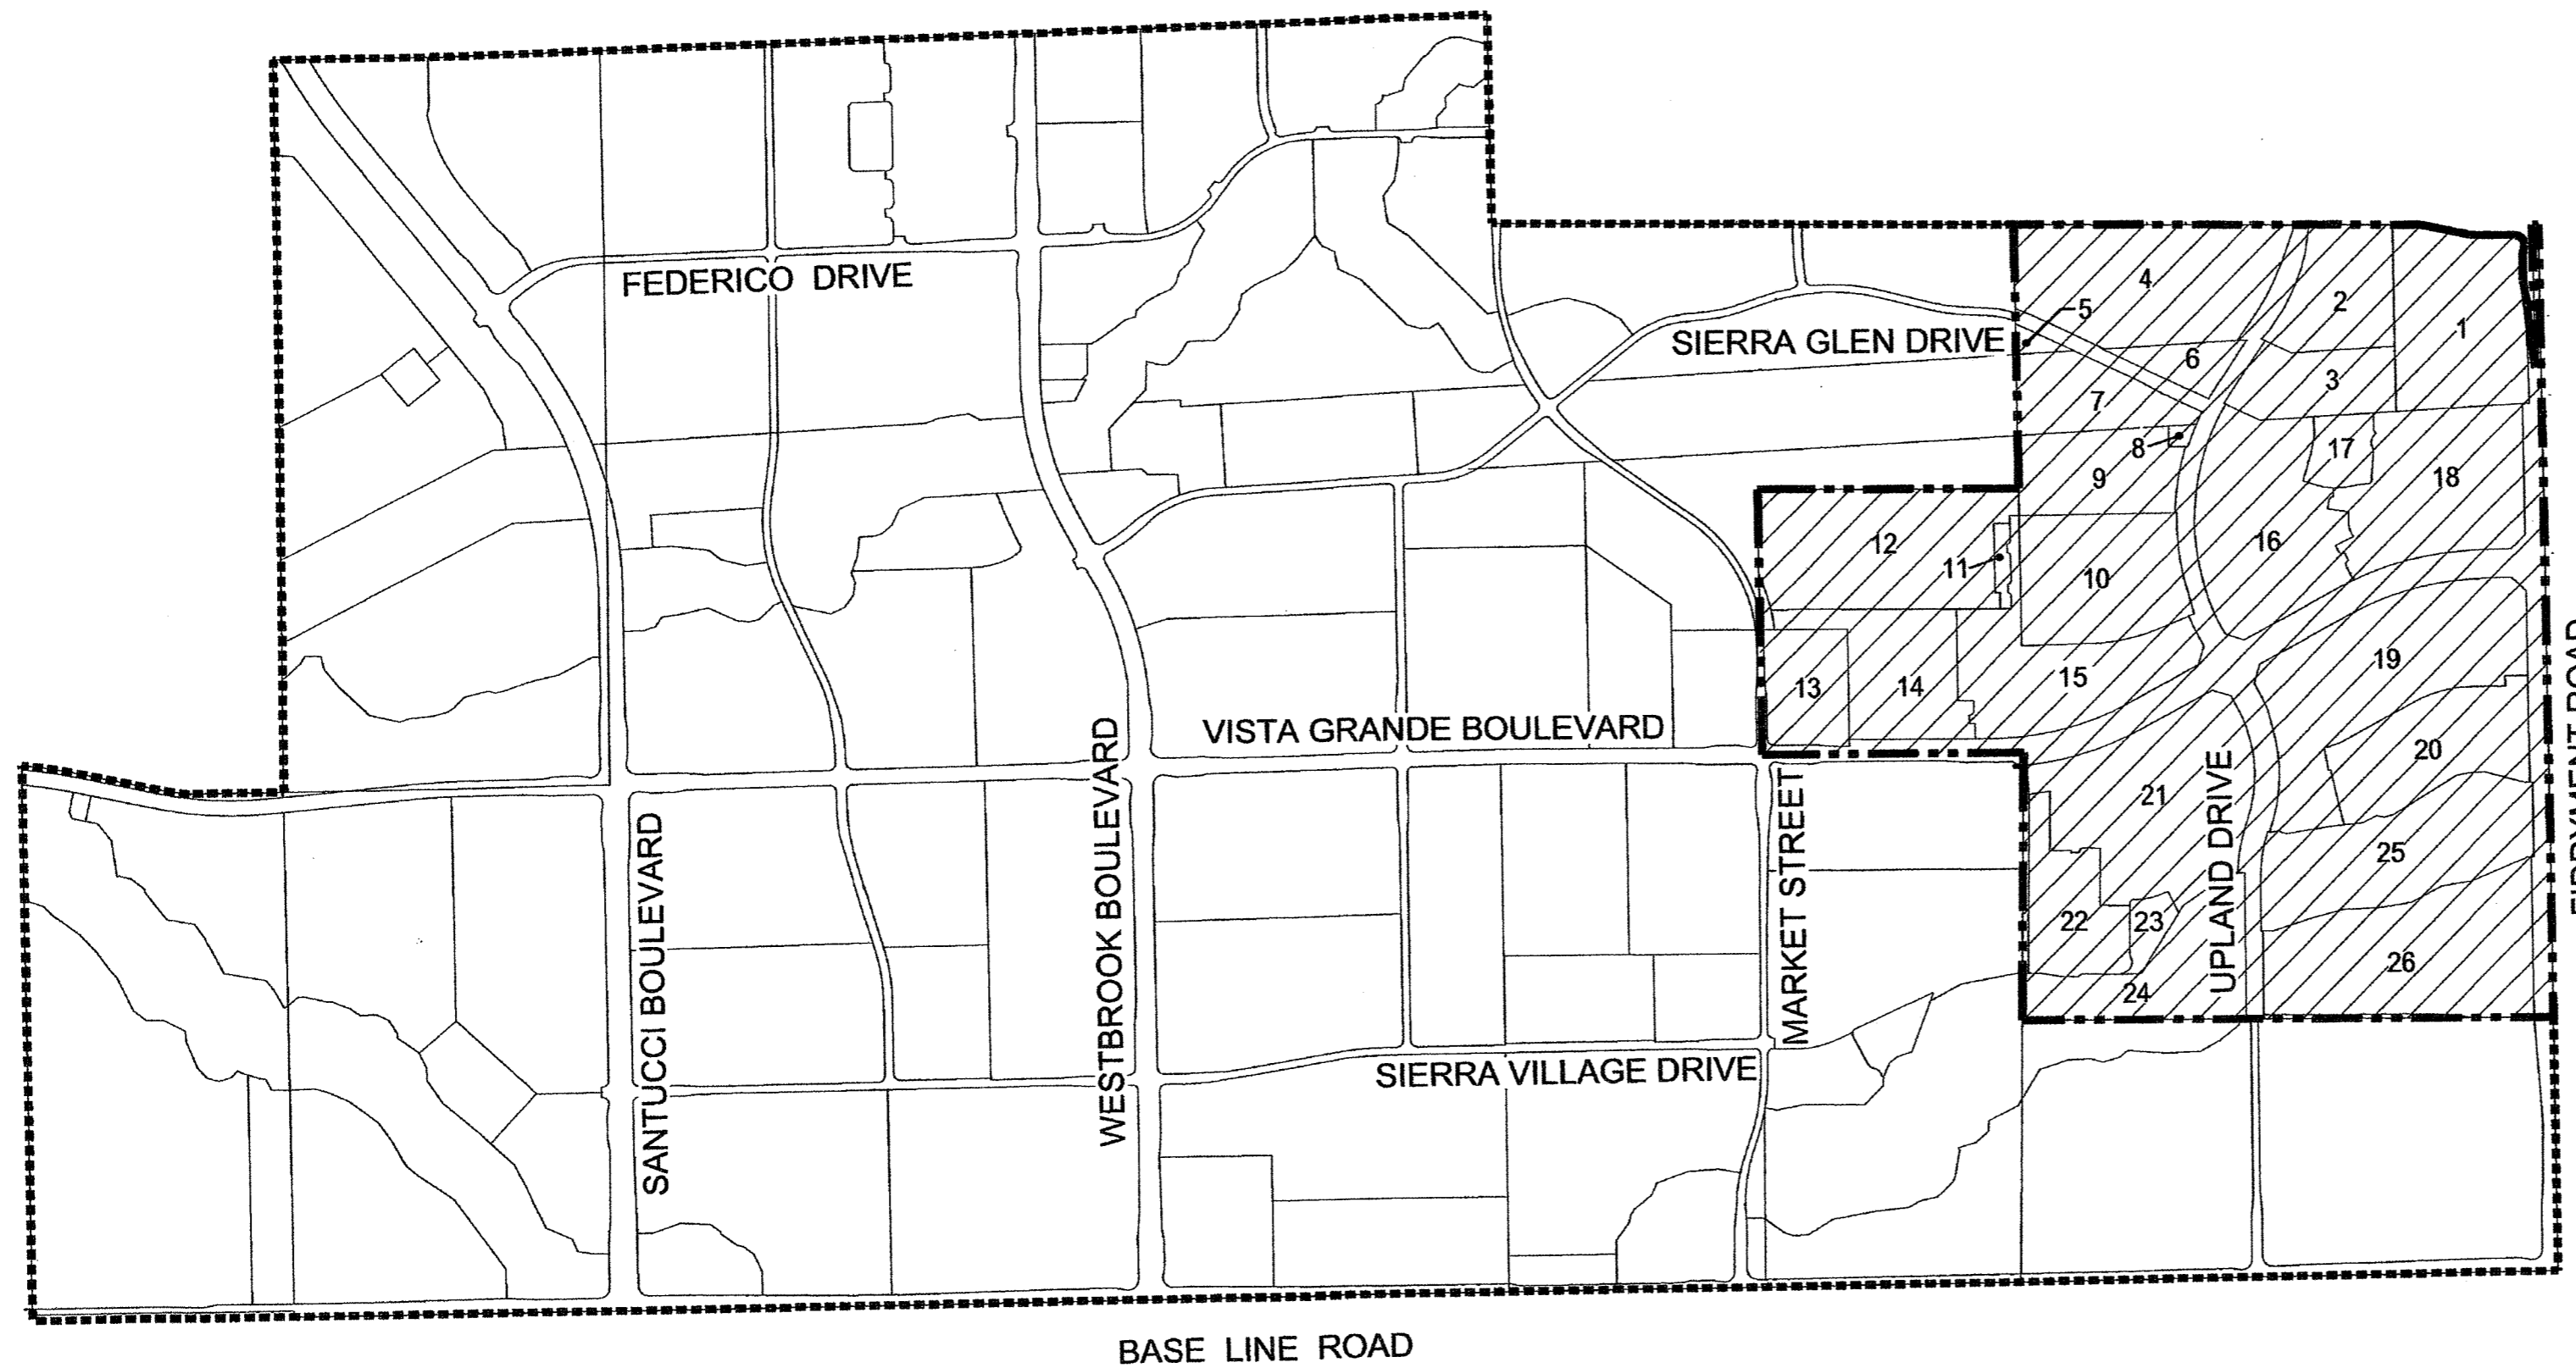 FEDERICO DRIVE
SIERRA GLEN DRIVE
4
5
2
1
6
3
7
8
17
9
18
12
16
11
10
19
13
14
15
VISTA GRANDE BOULEVARD
20
21
25
22
23
26
24
SANTUCCI BOULEVARD
WESTBROOK BOULEVARD
MARKET STREET
UPLAND DRIVE
SIERRA VILLAGE DRIVE
BASE LINE ROAD